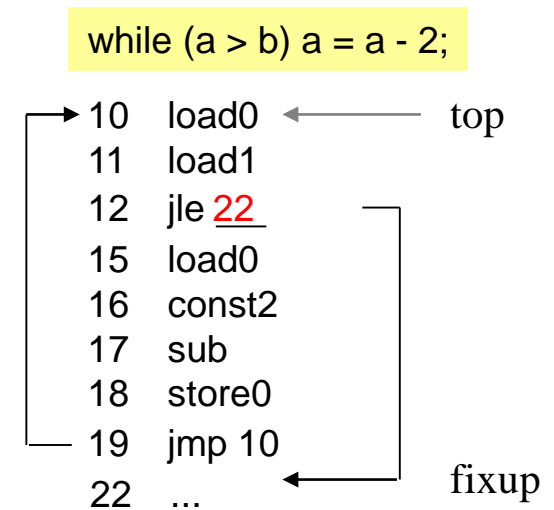 while (a > b) a = a - 2;
10 load0 top
11 load1
12 jle 22
15 load0
16 const2
17 sub
18 store0
19 jmp 10
22 ... fixup